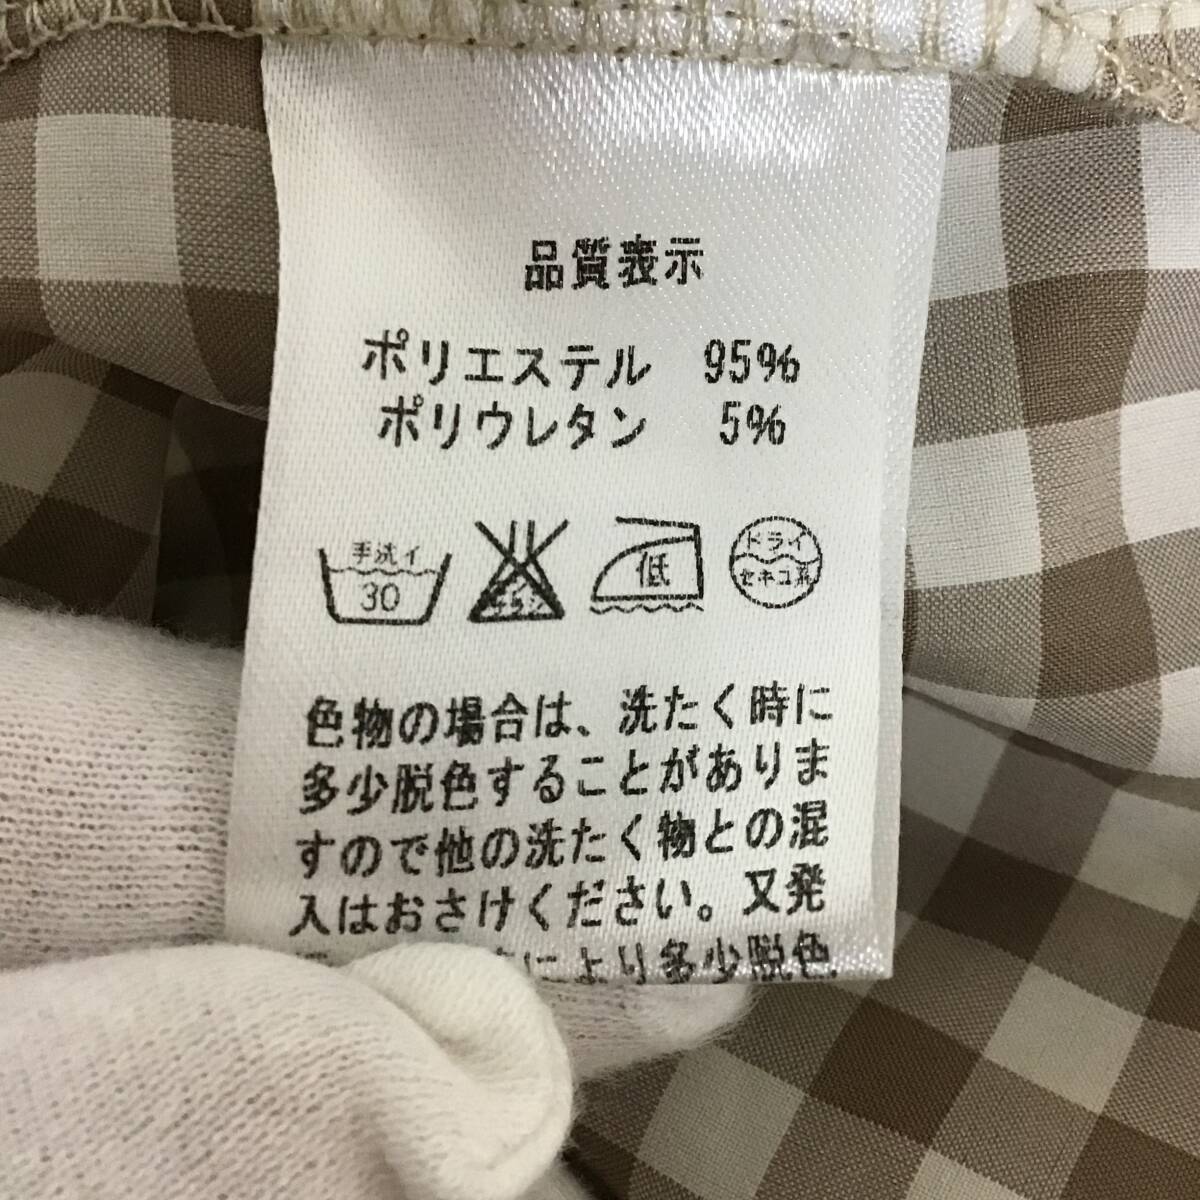 品質表示
ポリエステル 95%
ポリウレタン 5%
手洗イ
30
低
ドライ
セキユ系
色物の場合は、洗たく時に
多少脱色することがありま
すので他の洗たく物との混
入はおさけください。又発
により多少脱色